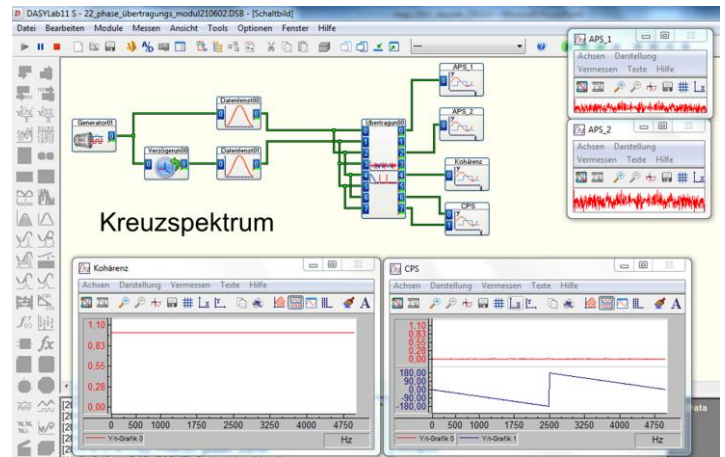 DASYLab11 S - 22_phase_übertragungs_modul210602.DSB - [Schaltbild]
Datei Bearbeiten Module Messen Ansicht Tools Optionen Fenster Hilfe
APS_1
Achsen Darstellung
Vermessen Texte Hilfe
APS_2
Achsen Darstellung
Vermessen Texte Hilfe
APS_1
Generator01
Datenfenst00
Übertragun00
APS_2
Verzögerun00
Datenfenst01
Kohärenz
CPS
Kreuzspektrum
Kohärenz
Achsen Darstellung Vermessen Texte Hilfe
1,10
0,83
0,55
0,28
0,00
0 500 1000 1750 2500 3250 4000 4750
Y/t-Grafik 0
Hz
CPS
Achsen Darstellung Vermessen Texte Hilfe
1,10
0,83
0,55
0,28
0,00
180,00
90,00
0,00
-90,00
-180,00
0 500 1000 1750 2500 3250 4000 4750
Y/t-Grafik 0 Y/t-Grafik 1
Hz